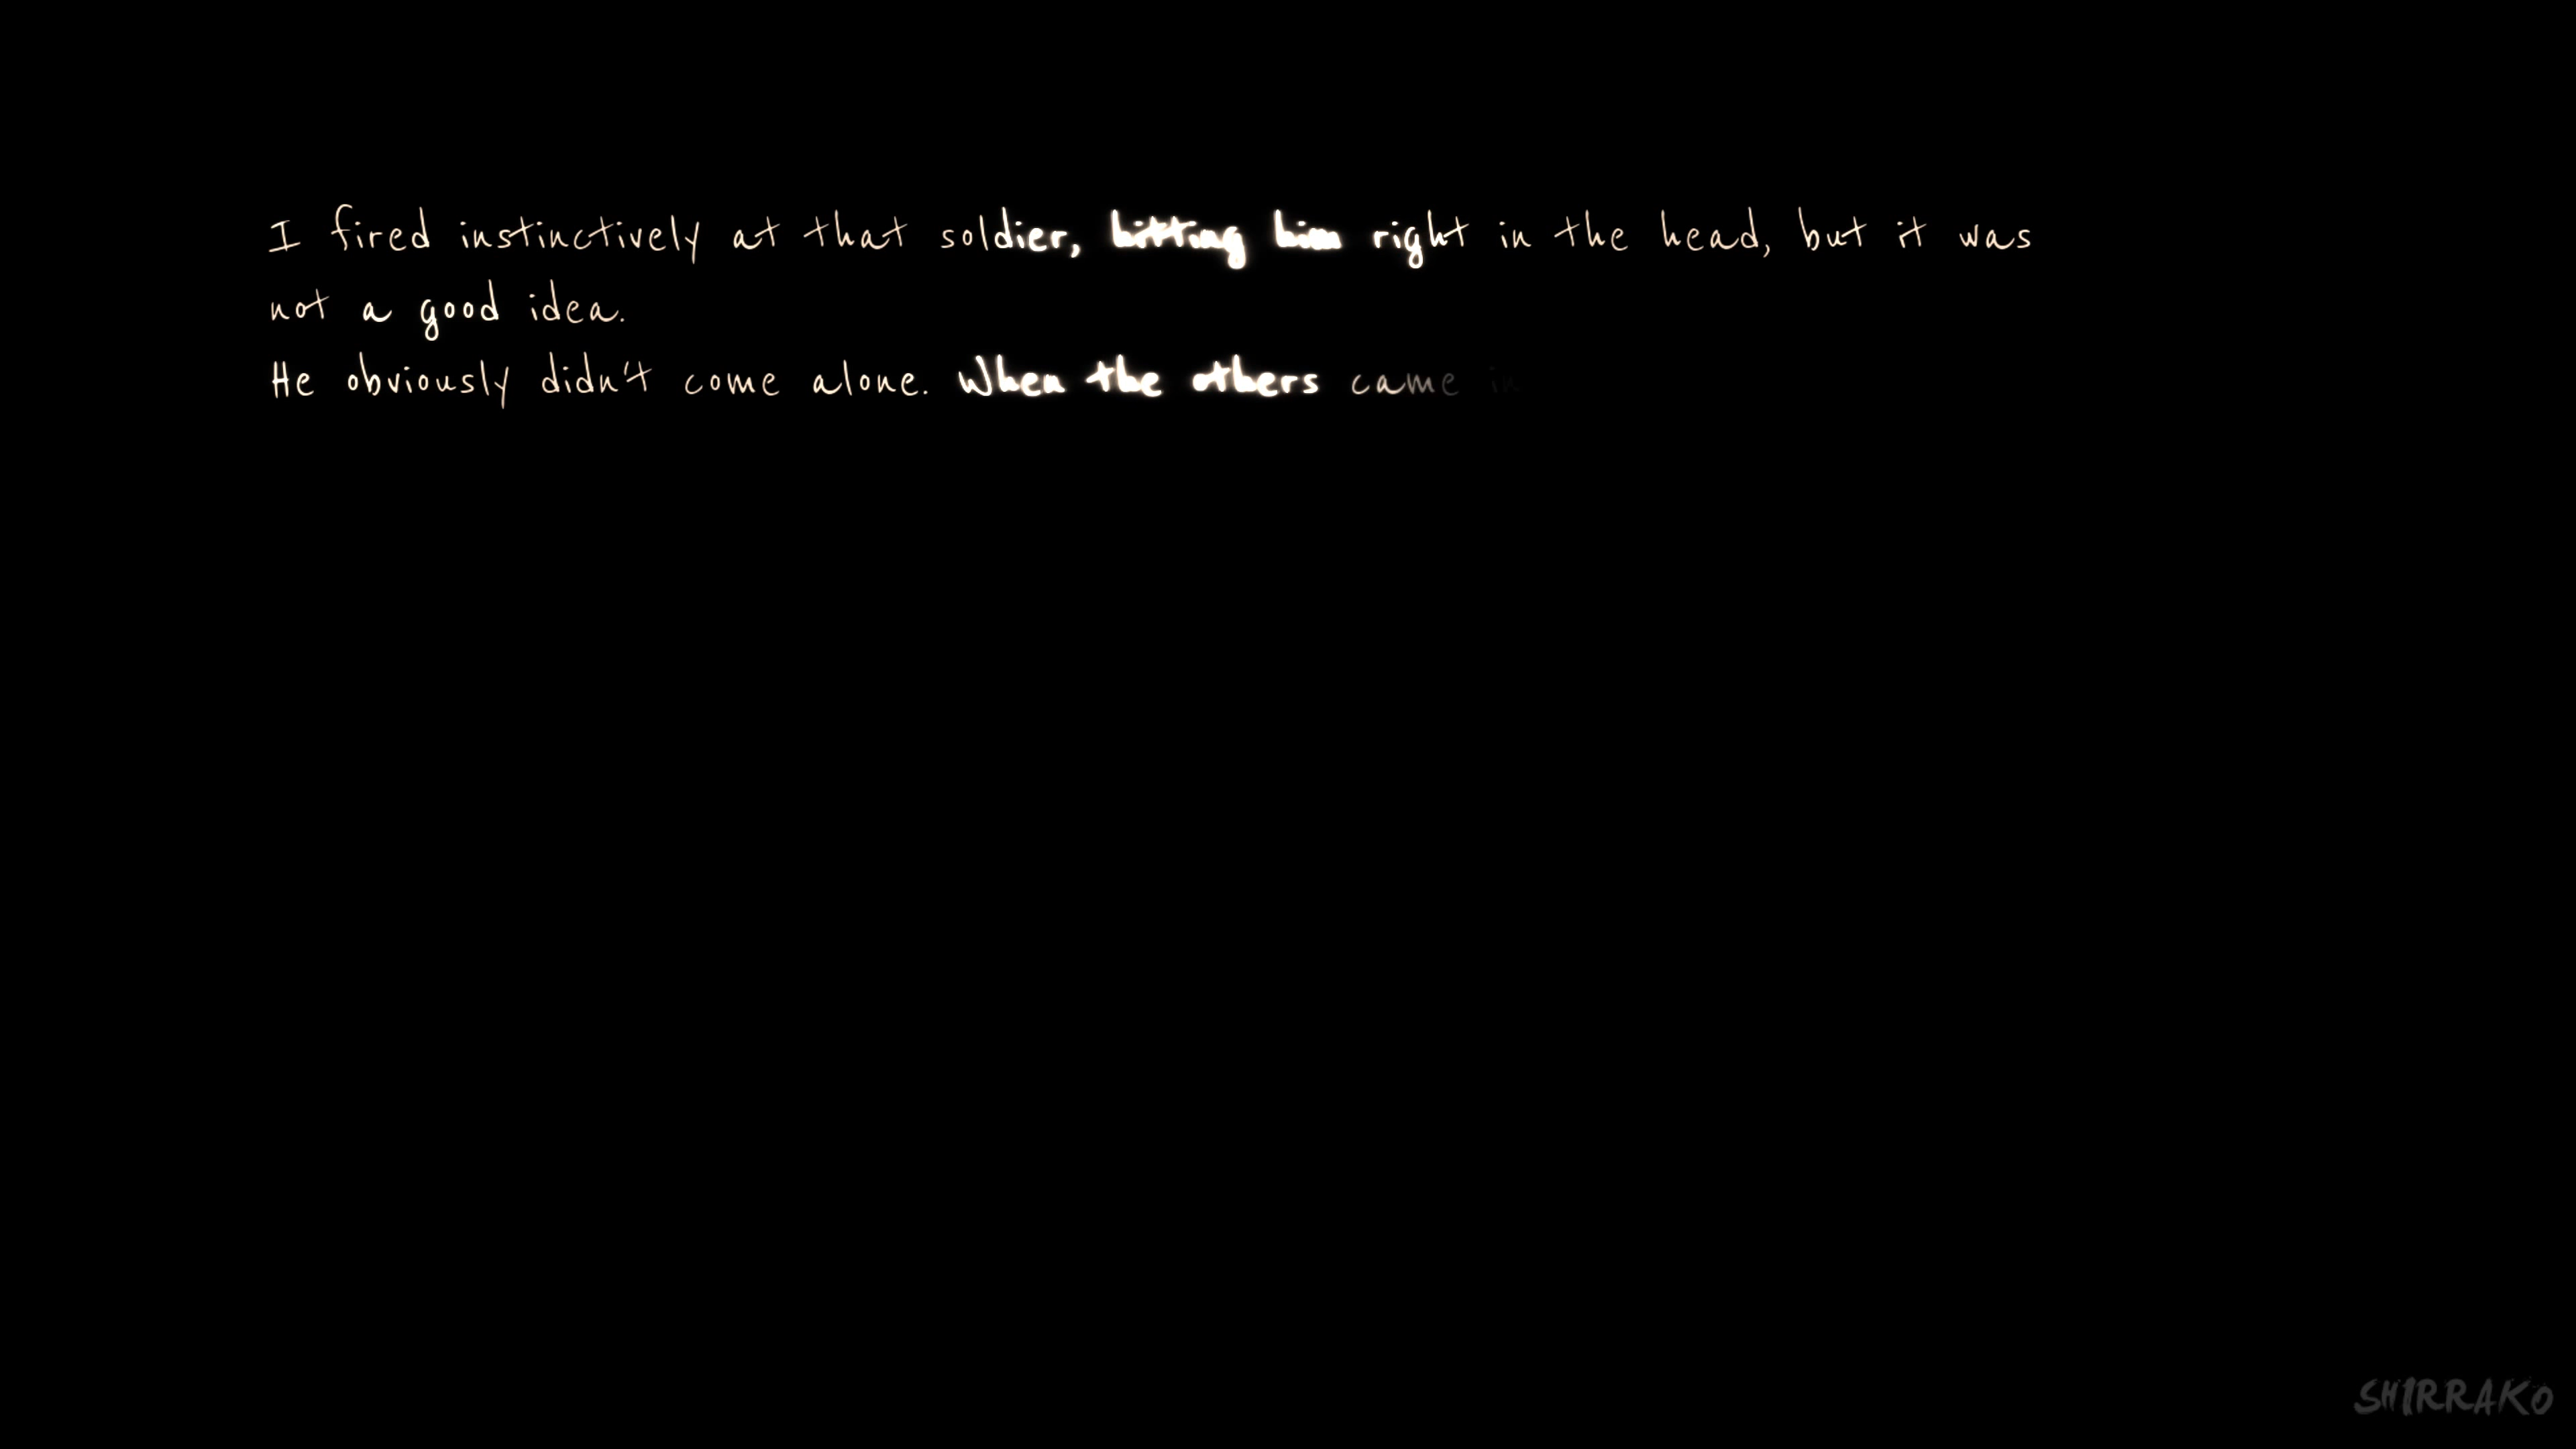 I fired instinctively at that soldier, hitting him right in the head, but it was
not a good idea.
He obviously didn't come alone. When the others came in
SHIRRAKO